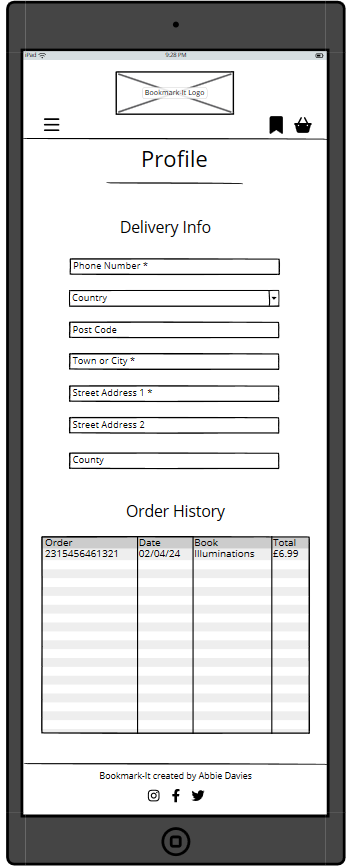 iPad 9:28 PM
Bookmark-It Logo
Profile
Delivery Info
Phone Number *
Country
Post Code
Town or City *
Street Address 1 *
Street Address 2
County
Order History
Order Date Book Total
2315456461321 02/04/24 Illuminations £6.99
Bookmark-It created by Abbie Davies